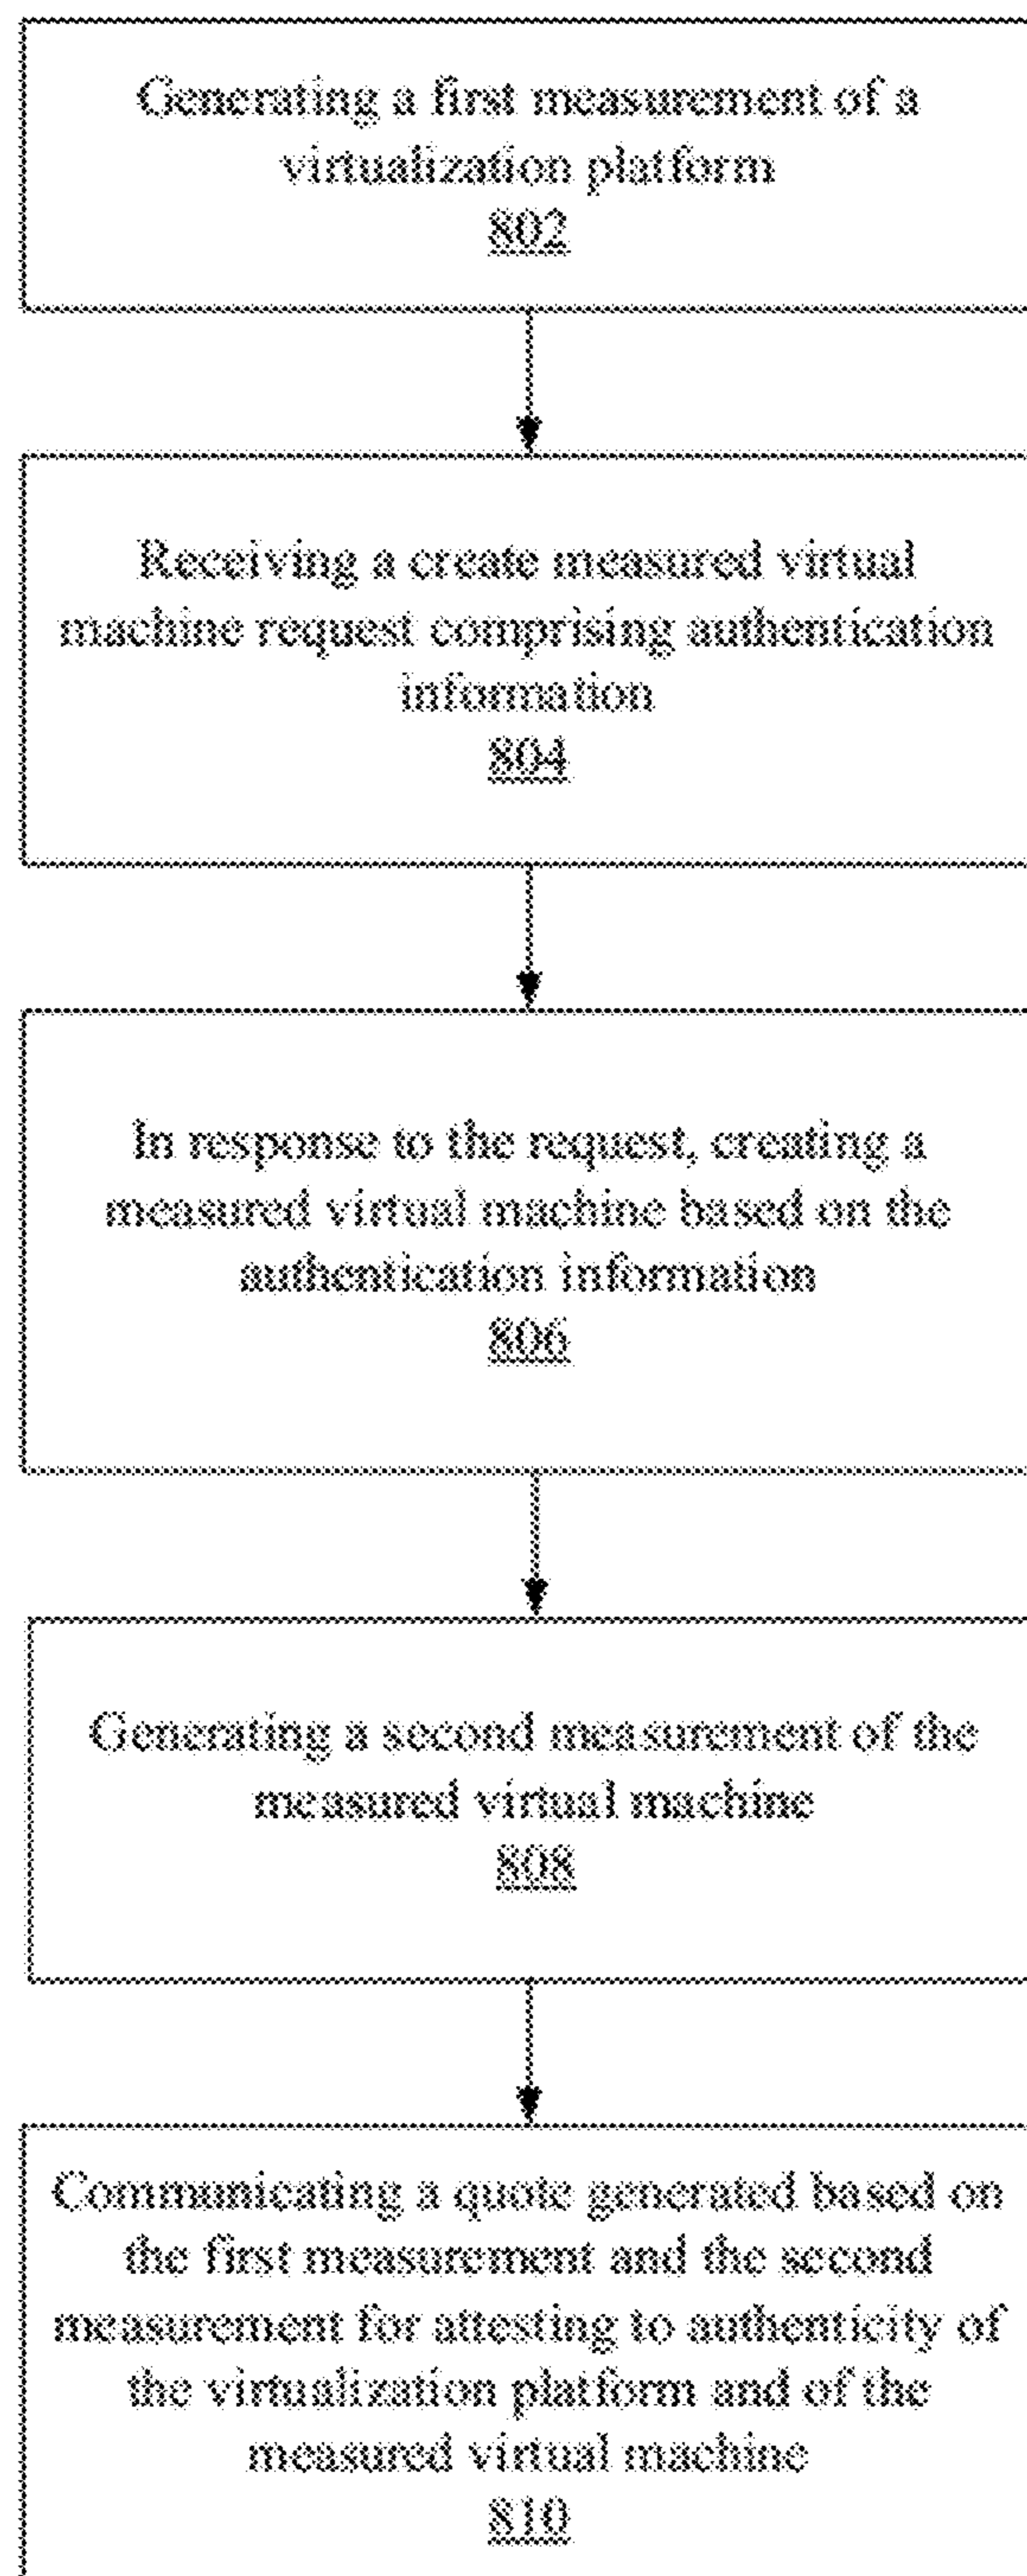 Generating a first measurement of a
virtualization platform
802
Receiving a create measured virtual
machine request comprising authentication
information
804
In response to the request, creating a
measured virtual machine based on the
authentication information
806
Generating a second measurement of the
measured virtual machine
808
Communicating a quote generated based on
the first measurement and the second
measurement for attesting to authenticity of
the virtualization platform and of the
measured virtual machine
810